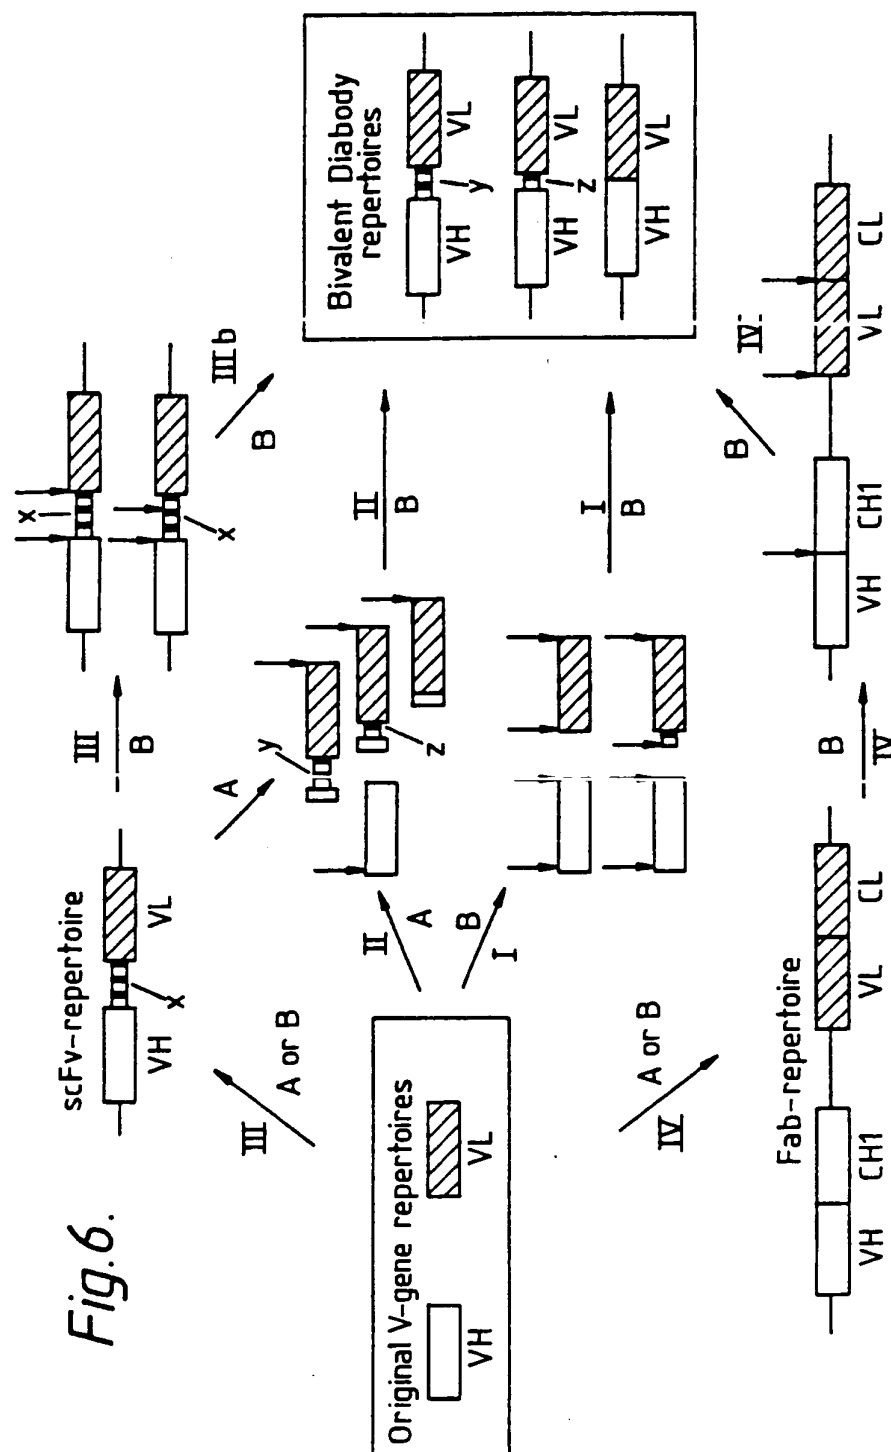 Fig.6.
scFv-repertoire
VH
VL
x
III
A or B
III
B
x
x
IIIb
B
A
Original V-gene repertoires
VH
VL
II
A
B
I
y
z
II
B
I
B
Bivalent Diabody
repertoires
VH
VL
y
VH
VL
z
VH
VL
IV
A or B
Fab-repertoire
VH
CH1
VL
CL
B
IV
VH
CH1
VL
CL
IV
B